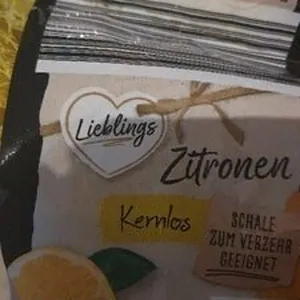 Lieblings
Zitronen
Kernlos
SCHALE
ZUM VERZEHR
GEEIGNET